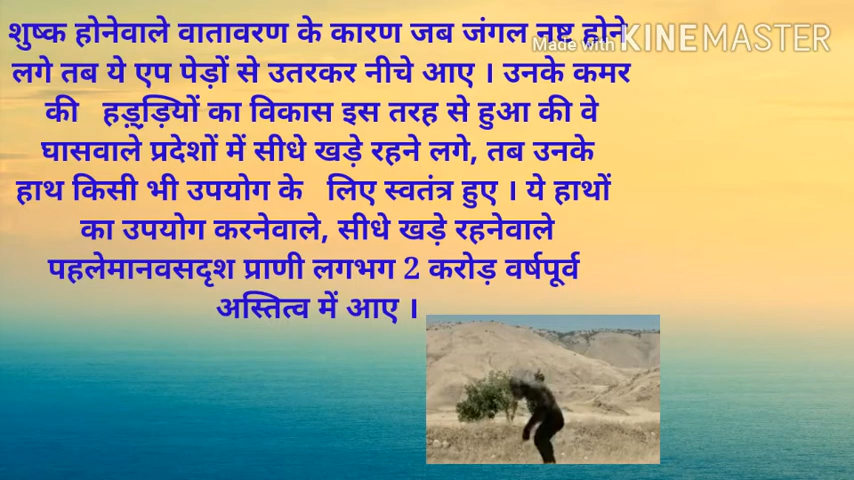 शुष्क होनेवाले वातावरण के कारण जब जंगल नष्ट होने
Made with KINEMASTER
लगे तब ये एप पेड़ों से उतरकर नीचे आए । उनके कमर
की हड़्ड़ियों का विकास इस तरह से हुआ की वे
घासवाले प्रदेशों में सीधे खड़े रहने लगे, तब उनके
हाथ किसी भी उपयोग के लिए स्वतंत्र हुए । ये हाथों
का उपयोग करनेवाले, सीधे खड़े रहनेवाले
पहलेमानवसदृश प्राणी लगभग 2 करोड़ वर्षपूर्व
अस्तित्व में आए ।